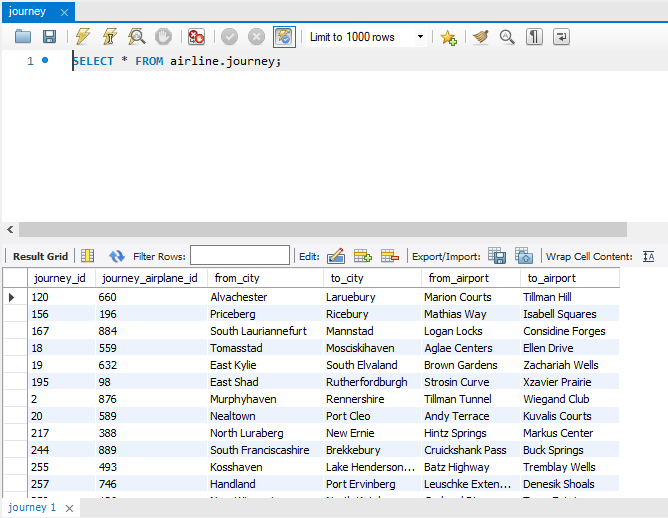 journey
Limit to 1000 rows
1 SELECT * FROM airline.journey;
Result Grid Filter Rows: Edit: Export/Import: Wrap Cell Content:
journey_id journey_airplane_id from_city to_city from_airport to_airport
120 660 Alvachester Laruebury Marion Courts Tillman Hill
156 196 Priceberg Ricebury Mathias Way Isabell Squares
167 884 South Lauriannefurt Mannstad Logan Locks Considine Forges
18 559 Tomasstad Mosciskihaven Aglae Centers Ellen Drive
19 632 East Kylie South Elvaland Brown Gardens Zachariah Wells
195 98 East Shad Rutherfordburgh Strosin Curve Xzavier Prairie
2 876 Murphyhaven Rennershire Tillman Tunnel Wiegand Club
20 589 Nealtown Port Cleo Andy Terrace Kuvalis Courts
217 388 North Luraberg New Ernie Hintz Springs Markus Center
244 889 South Franciscashire Brekkebury Cruickshank Pass Buck Springs
255 493 Kosshaven Lake Henderson... Batz Highway Tremblay Wells
257 746 Handland Port Ervinberg Leuschke Exten... Denesik Shoals
journey 1